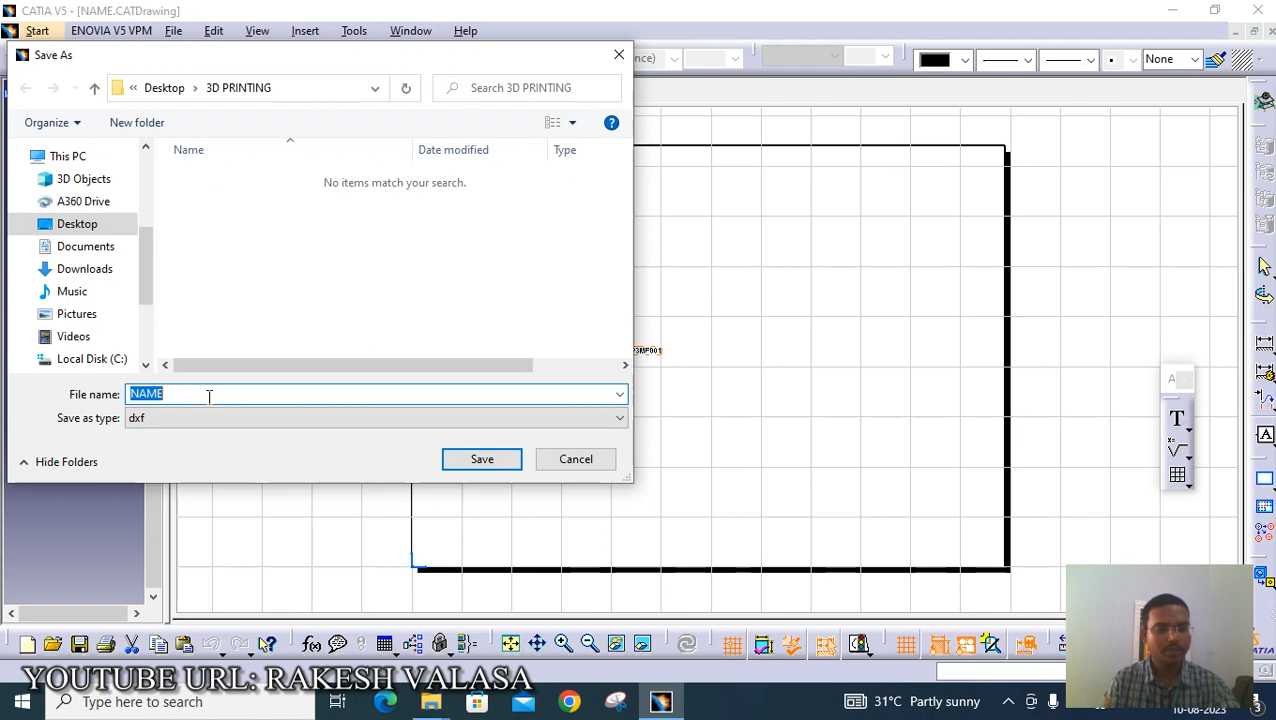 CATIA V5 - [NAME.CATDrawing]
Start ENOVIA V5 VPM File Edit View Insert Tools Window Help
Save As
« Desktop › 3D PRINTING
Search 3D PRINTING
None
Organize
New folder
Name
Date modified
Type
No items match your search.
This PC
3D Objects
A360 Drive
Desktop
Documents
Downloads
Music
Pictures
Videos
Local Disk (C:)
File name: NAME
Save as type: dxf
Save
Cancel
Hide Folders
YOUTUBE URL: RAKESH VALASA
Type here to search
31°C Partly sunny
10-08-2023